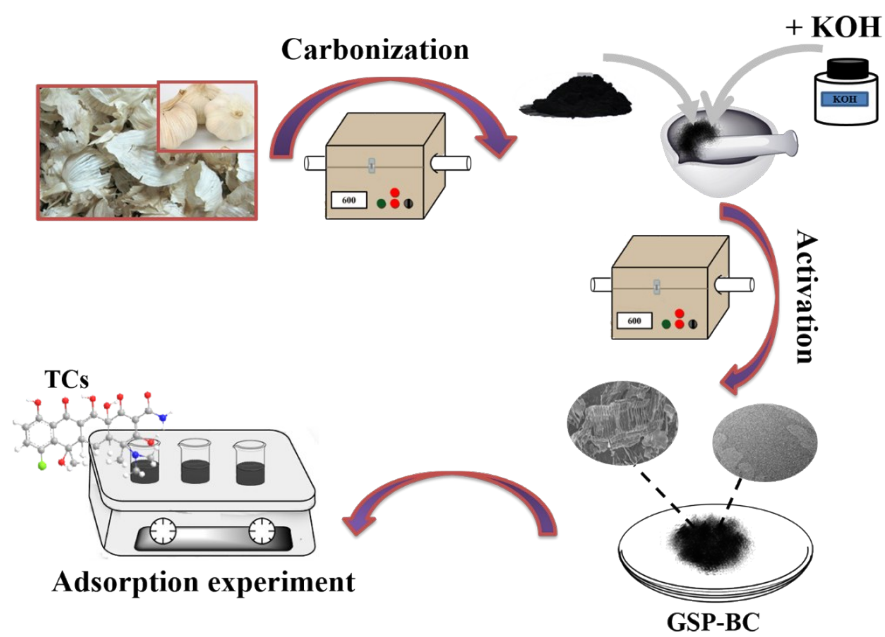 Carbonization
+ KOH
KOH
T
600
Activation
T
600
TCs
Adsorption experiment
GSP-BC